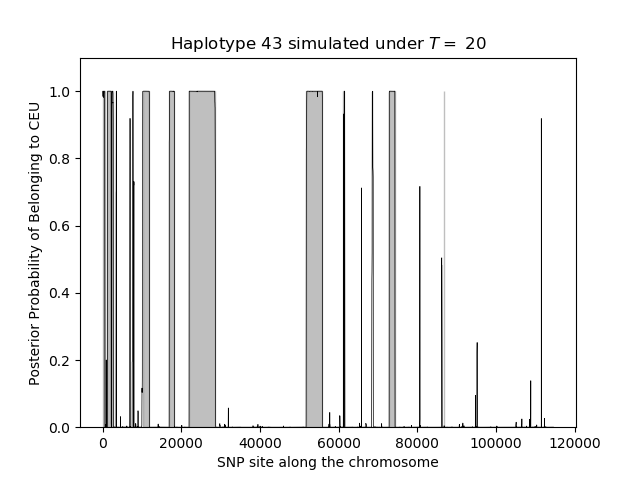 Haplotype 43 simulated under T = 20
Posterior Probability of Belonging to CEU
1.0
0.8
0.6
0.4
0.2
0.0
0 20000 40000 60000 80000 100000 120000
SNP site along the chromosome